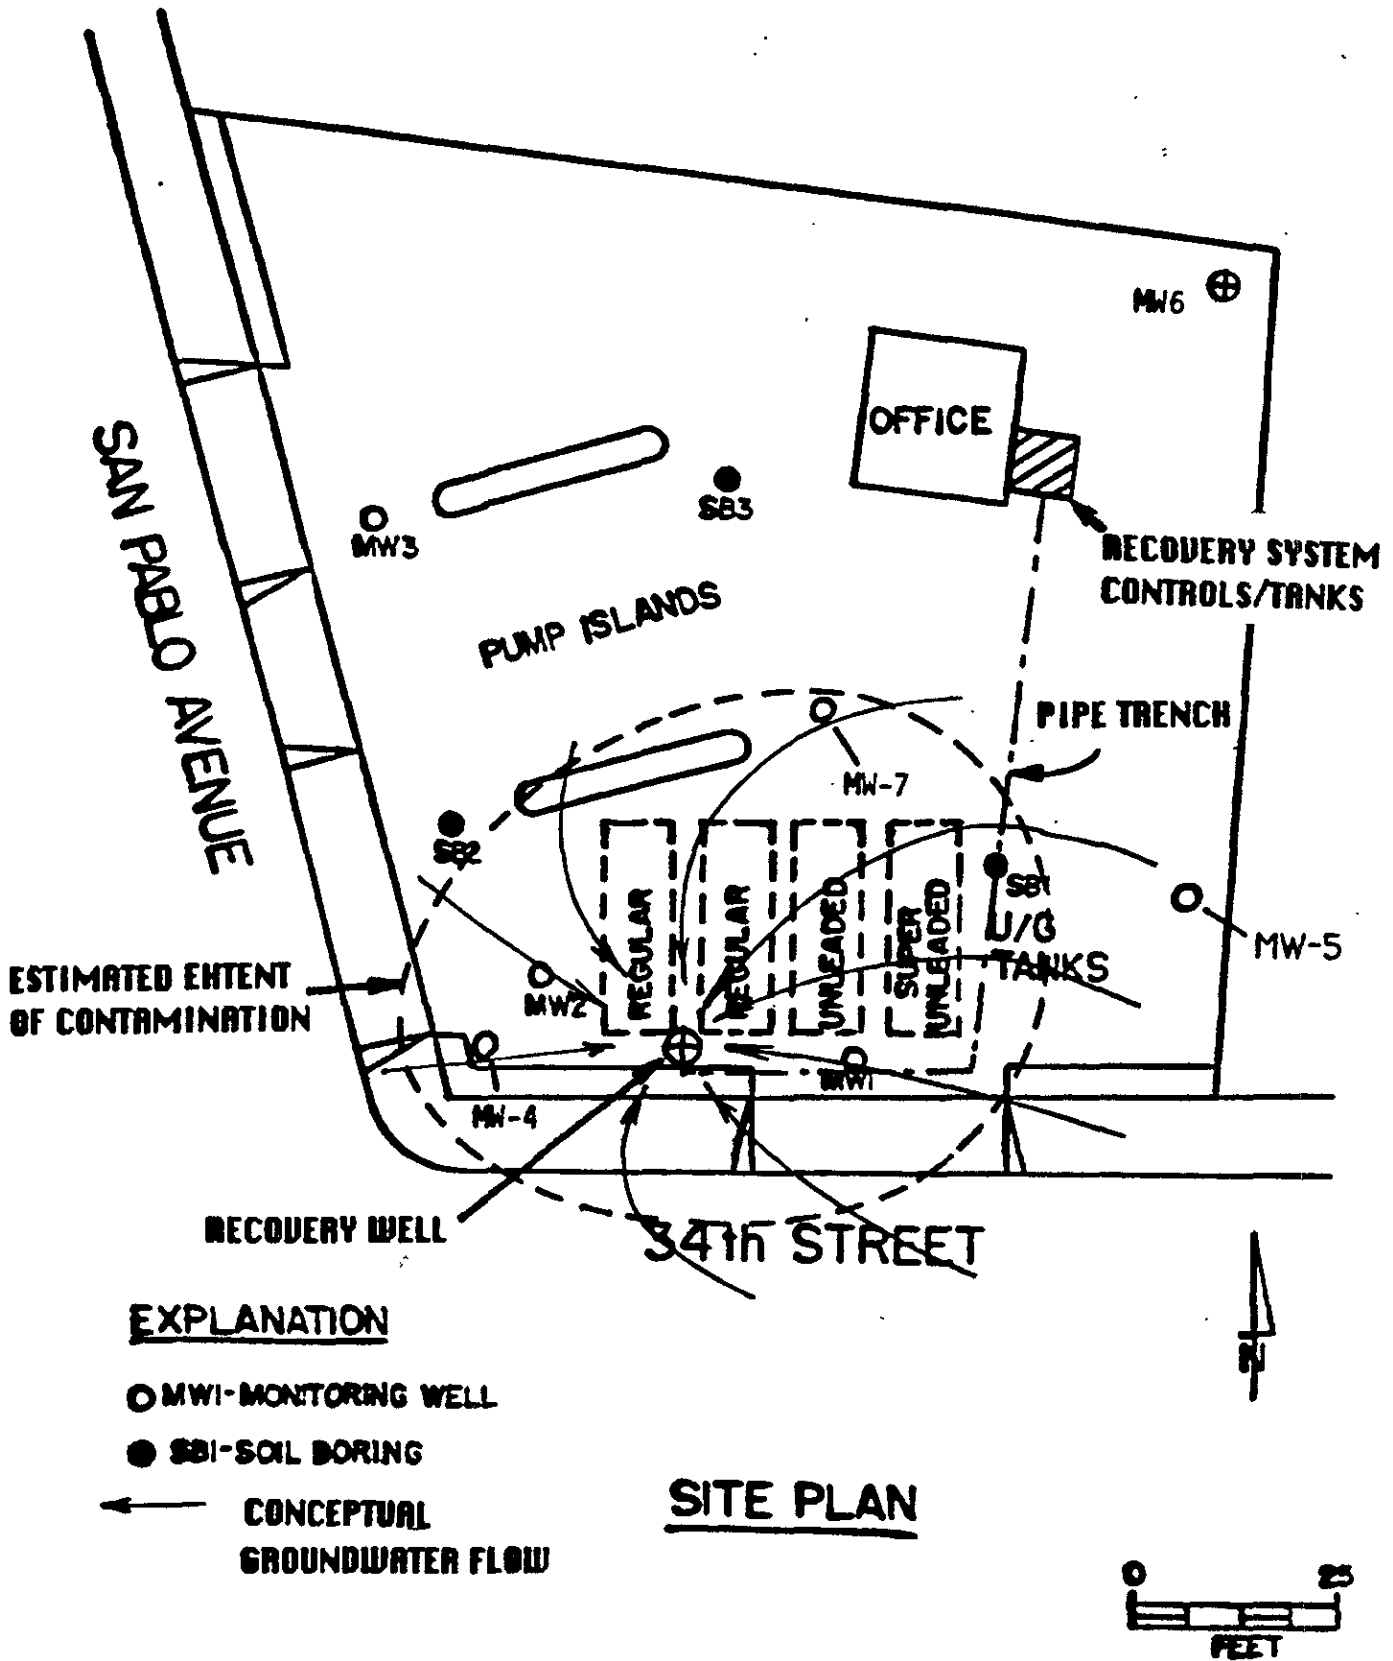 MW6
OFFICE
SB3
MW3
RECOVERY SYSTEM
CONTROLS/TANKS
SAN PABLO AVENUE
PUMP ISLANDS
PIPE TRENCH
MW-7
SB2
SB1
REGULAR
REGULAR
UNLEADED
SUPER
UNLEADED
U/G
TANKS
MW-5
ESTIMATED EXTENT
OF CONTAMINATION
MW2
MW1
MW-4
RECOVERY WELL
34th STREET
EXPLANATION
MW1-MONITORING WELL
SB1-SOIL BORING
CONCEPTUAL
GROUNDWATER FLOW
N
SITE PLAN
0 25
FEET